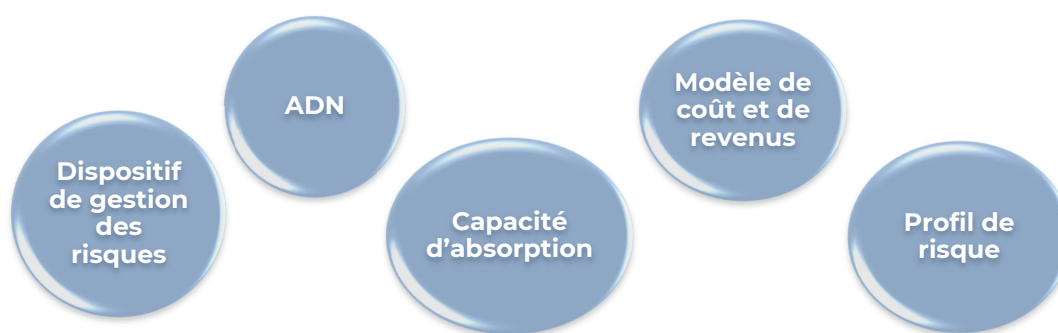 Dispositif
de gestion
des
risques
ADN
Capacité
d'absorption
Modèle de
coût et de
revenus
Profil de
risque